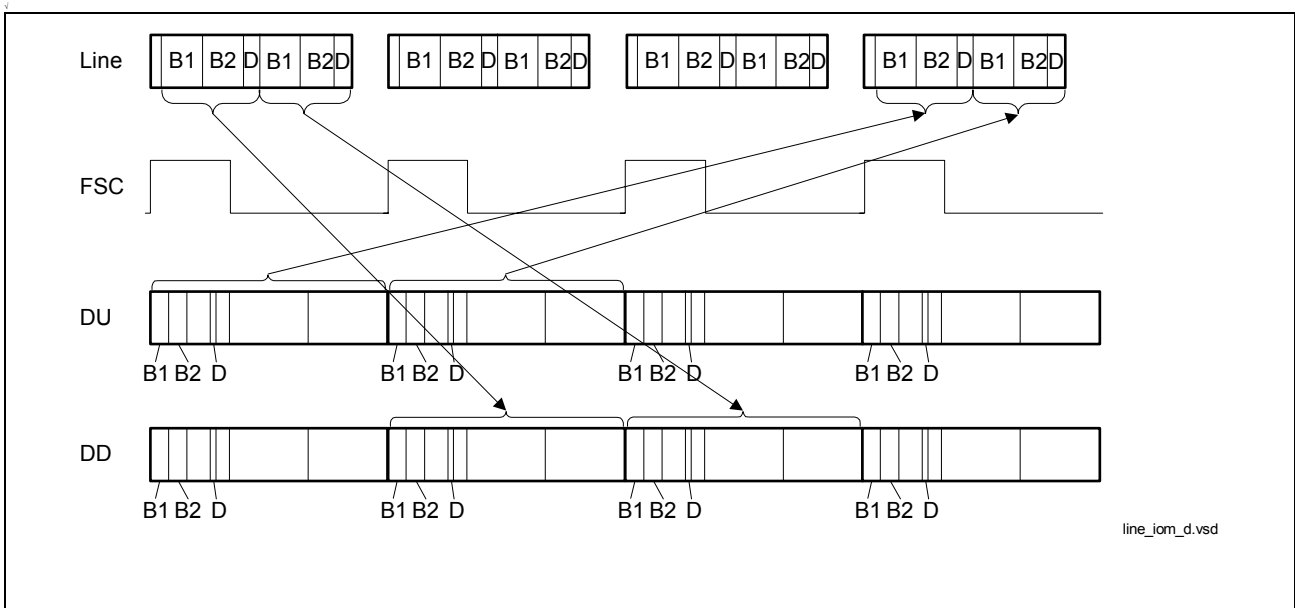 √
Line B1 B2 D B1 B2 D B1 B2 D B1 B2 D B1 B2 D B1 B2 D B1 B2 D B1 B2 D
FSC
DU
B1 B2 D B1 B2 D B1 B2 D B1 B2 D
DD
B1 B2 D B1 B2 D B1 B2 D B1 B2 D
line_iom_d.vsd